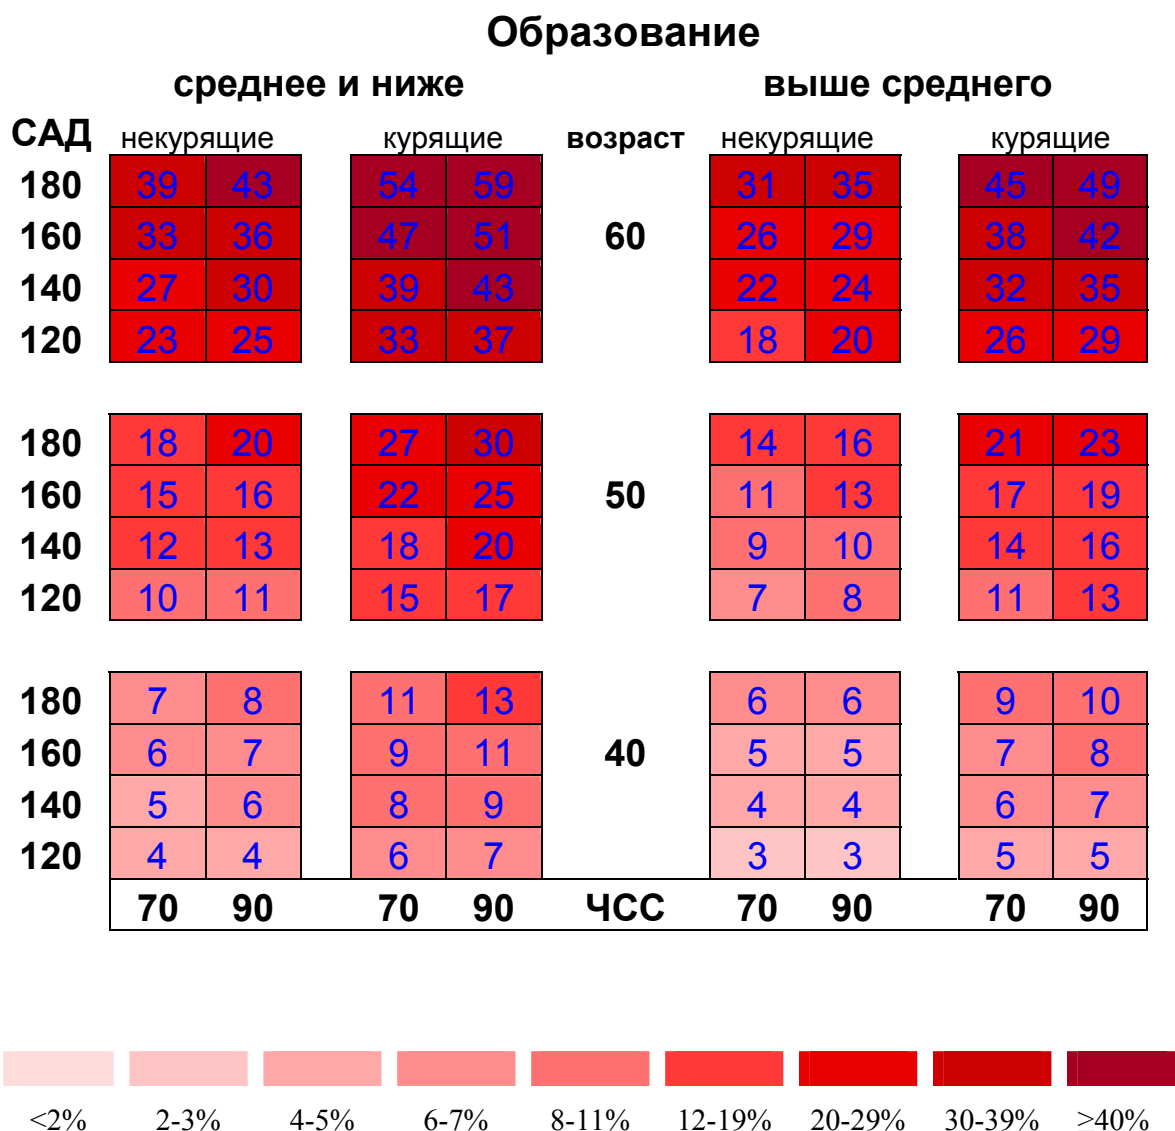 Образование
среднее и ниже выше среднего
САД некурящие курящие возраст некурящие курящие
180 39 43 54 59 31 35 45 49
160 33 36 47 51 60 26 29 38 42
140 27 30 39 43 22 24 32 35
120 23 25 33 37 18 20 26 29
180 18 20 27 30 14 16 21 23
160 15 16 22 25 50 11 13 17 19
140 12 13 18 20 9 10 14 16
120 10 11 15 17 7 8 11 13
180 7 8 11 13 6 6 9 10
160 6 7 9 11 40 5 5 7 8
140 5 6 8 9 4 4 6 7
120 4 4 6 7 3 3 5 5
70 90 70 90 ЧСС 70 90 70 90
<2% 2-3% 4-5% 6-7% 8-11% 12-19% 20-29% 30-39% >40%